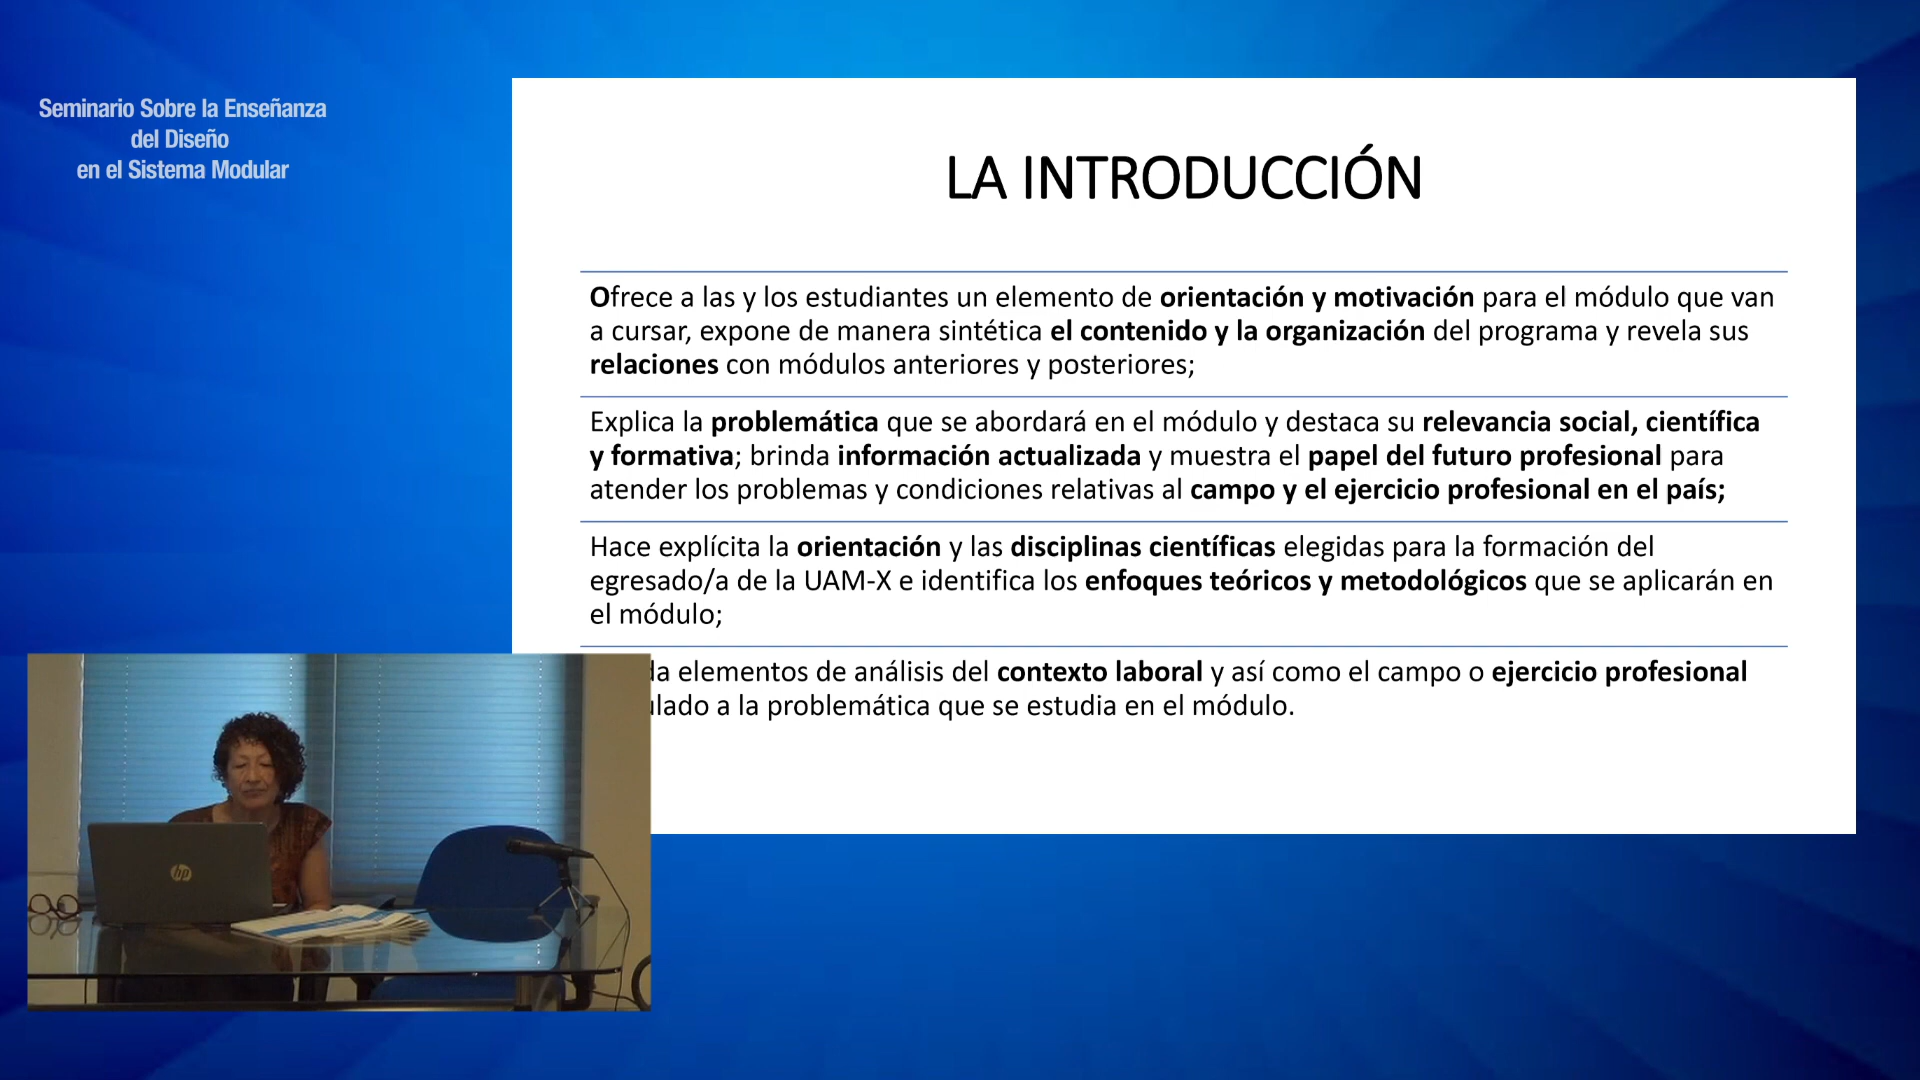 Seminario Sobre la Enseñanza
del Diseño
en el Sistema Modular
LA INTRODUCCIÓN
Ofrece a las y los estudiantes un elemento de orientación y motivación para el módulo que van
a cursar, expone de manera sintética el contenido y la organización del programa y revela sus
relaciones con módulos anteriores y posteriores;
Explica la problemática que se abordará en el módulo y destaca su relevancia social, científica
y formativa; brinda información actualizada y muestra el papel del futuro profesional para
atender los problemas y condiciones relativas al campo y el ejercicio profesional en el país;
Hace explícita la orientación y las disciplinas científicas elegidas para la formación del
egresado/a de la UAM-X e identifica los enfoques teóricos y metodológicos que se aplicarán en
el módulo;
elementos de análisis del contexto laboral y así como el campo o ejercicio profesional
a la problemática que se estudia en el módulo.
hp